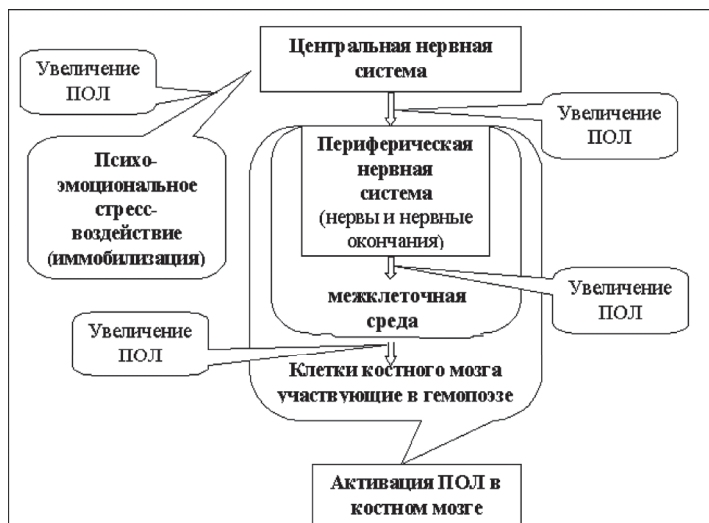 Центральная нервная
система
Увеличение
ПОЛ
Увеличение
ПОЛ
Психо-
эмоциональное
стресс-
воздействие
(иммобилизация)
Периферическая
нервная
система
(нервы и нервные
окончания)
Увеличение
ПОЛ
межклеточная
среда
Увеличение
ПОЛ
Клетки костного мозга
участвующие в гемопоэзе
Активация ПОЛ в
костном мозге